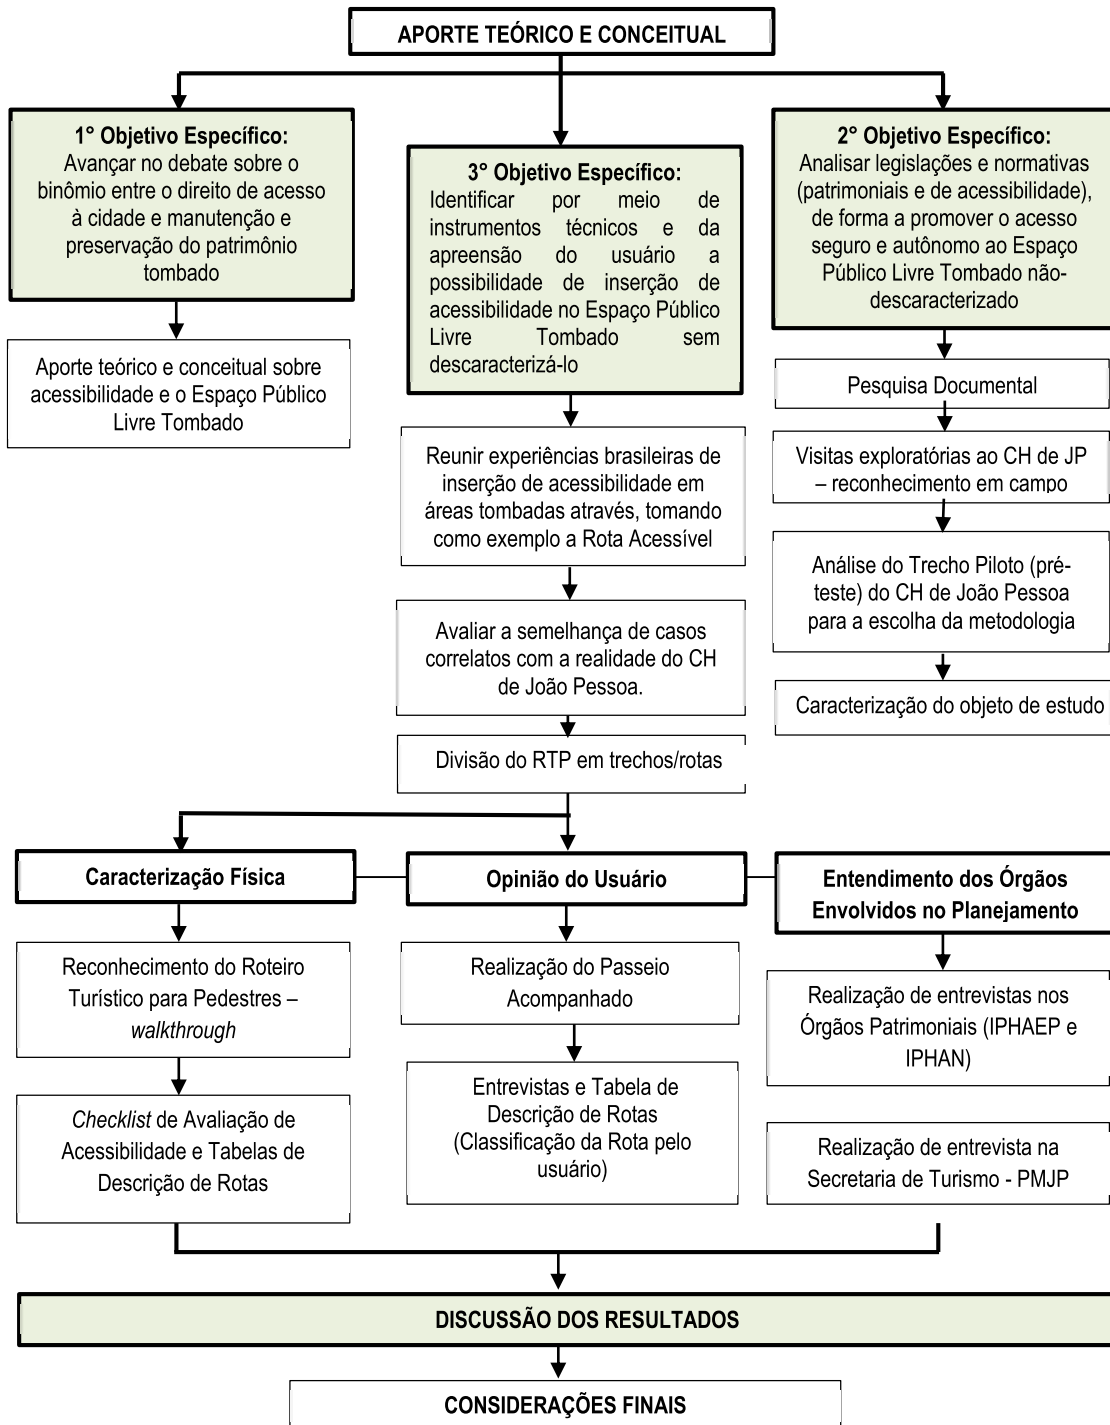 APORTE TEÓRICO E CONCEITUAL
1° Objetivo Específico:
Avançar no debate sobre o
binômio entre o direito de acesso
à cidade e manutenção e
preservação do patrimônio
tombado
Aporte teórico e conceitual sobre
acessibilidade e o Espaço Público
Livre Tombado
3° Objetivo Específico:
Identificar por meio de
instrumentos técnicos e da
apreensão do usuário a
possibilidade de inserção de
acessibilidade no Espaço Público
Livre Tombado sem
descaracterizá-lo
Reunir experiências brasileiras de
inserção de acessibilidade em
áreas tombadas através, tomando
como exemplo a Rota Acessível
Avaliar a semelhança de casos
correlatos com a realidade do CH
de João Pessoa.
Divisão do RTP em trechos/rotas
2° Objetivo Específico:
Analisar legislações e normativas
(patrimoniais e de acessibilidade),
de forma a promover o acesso
seguro e autônomo ao Espaço
Público Livre Tombado não-
descaracterizado
Pesquisa Documental
Visitas exploratórias ao CH de JP
– reconhecimento em campo
Análise do Trecho Piloto (pré-
teste) do CH de João Pessoa
para a escolha da metodologia
Caracterização do objeto de estudo
Caracterização Física
Reconhecimento do Roteiro
Turístico para Pedestres –
walkthrough
Checklist de Avaliação de
Acessibilidade e Tabelas de
Descrição de Rotas
Opinião do Usuário
Realização do Passeio
Acompanhado
Entrevistas e Tabela de
Descrição de Rotas
(Classificação da Rota pelo
usuário)
Entendimento dos Órgãos
Envolvidos no Planejamento
Realização de entrevistas nos
Órgãos Patrimoniais (IPHAEP e
IPHAN)
Realização de entrevista na
Secretaria de Turismo - PMJP
DISCUSSÃO DOS RESULTADOS
CONSIDERAÇÕES FINAIS